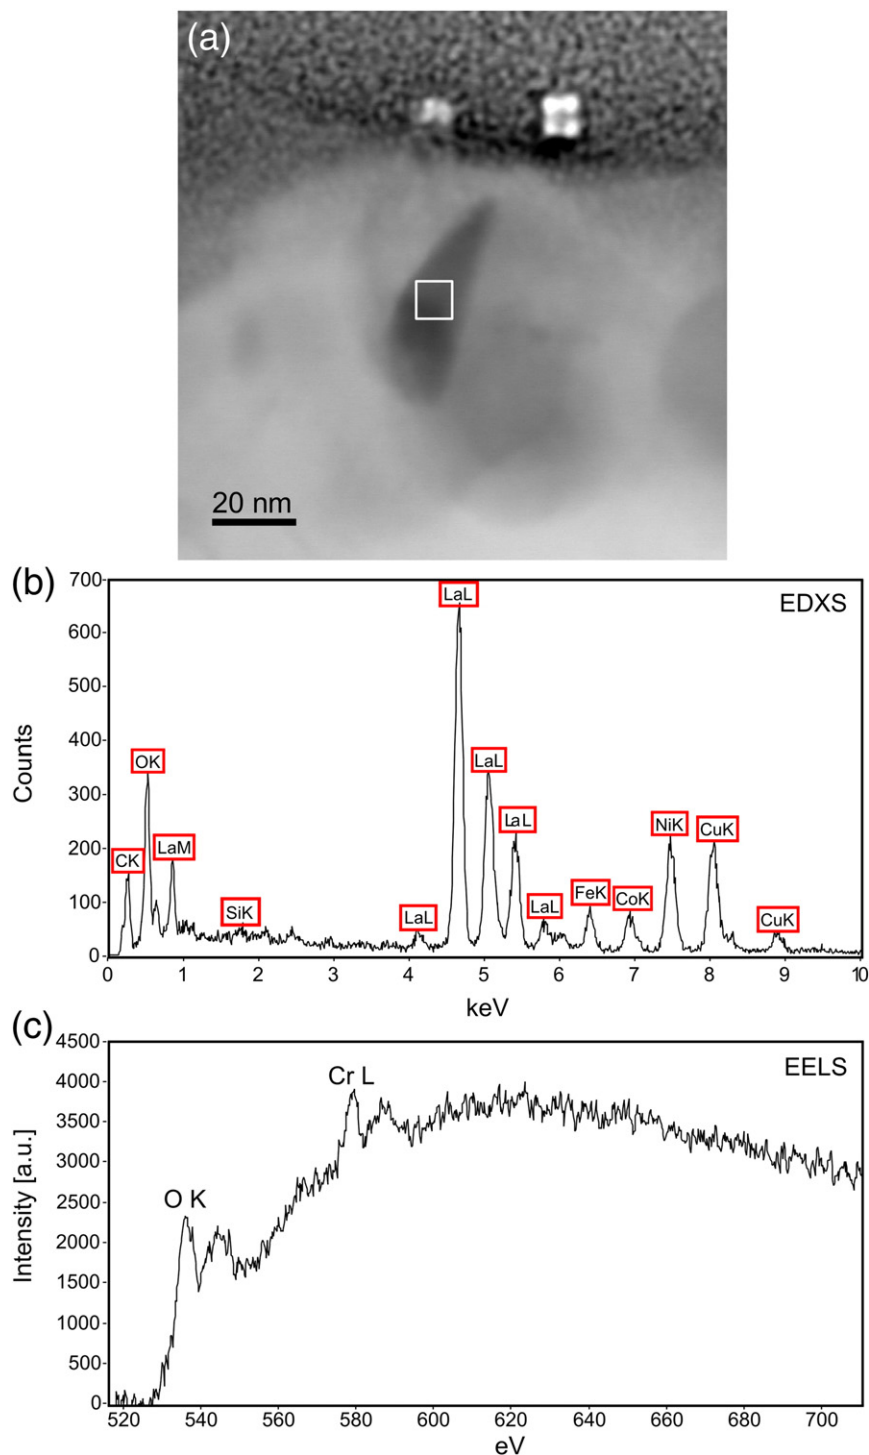 (a)
20 nm
(b)
EDXS
700
600
500
400
300
200
100
0
Counts
CK
OK
LaM
SiK
LaL
LaL
LaL
LaL
LaL
FeK
CoK
NiK
CuK
CuK
0 1 2 3 4 5 6 7 8 9 10
keV
(c)
EELS
4500
4000
3500
3000
2500
2000
1500
1000
500
0
Intensity [a.u.]
O K
Cr L
520 540 560 580 600 620 640 660 680 700
eV